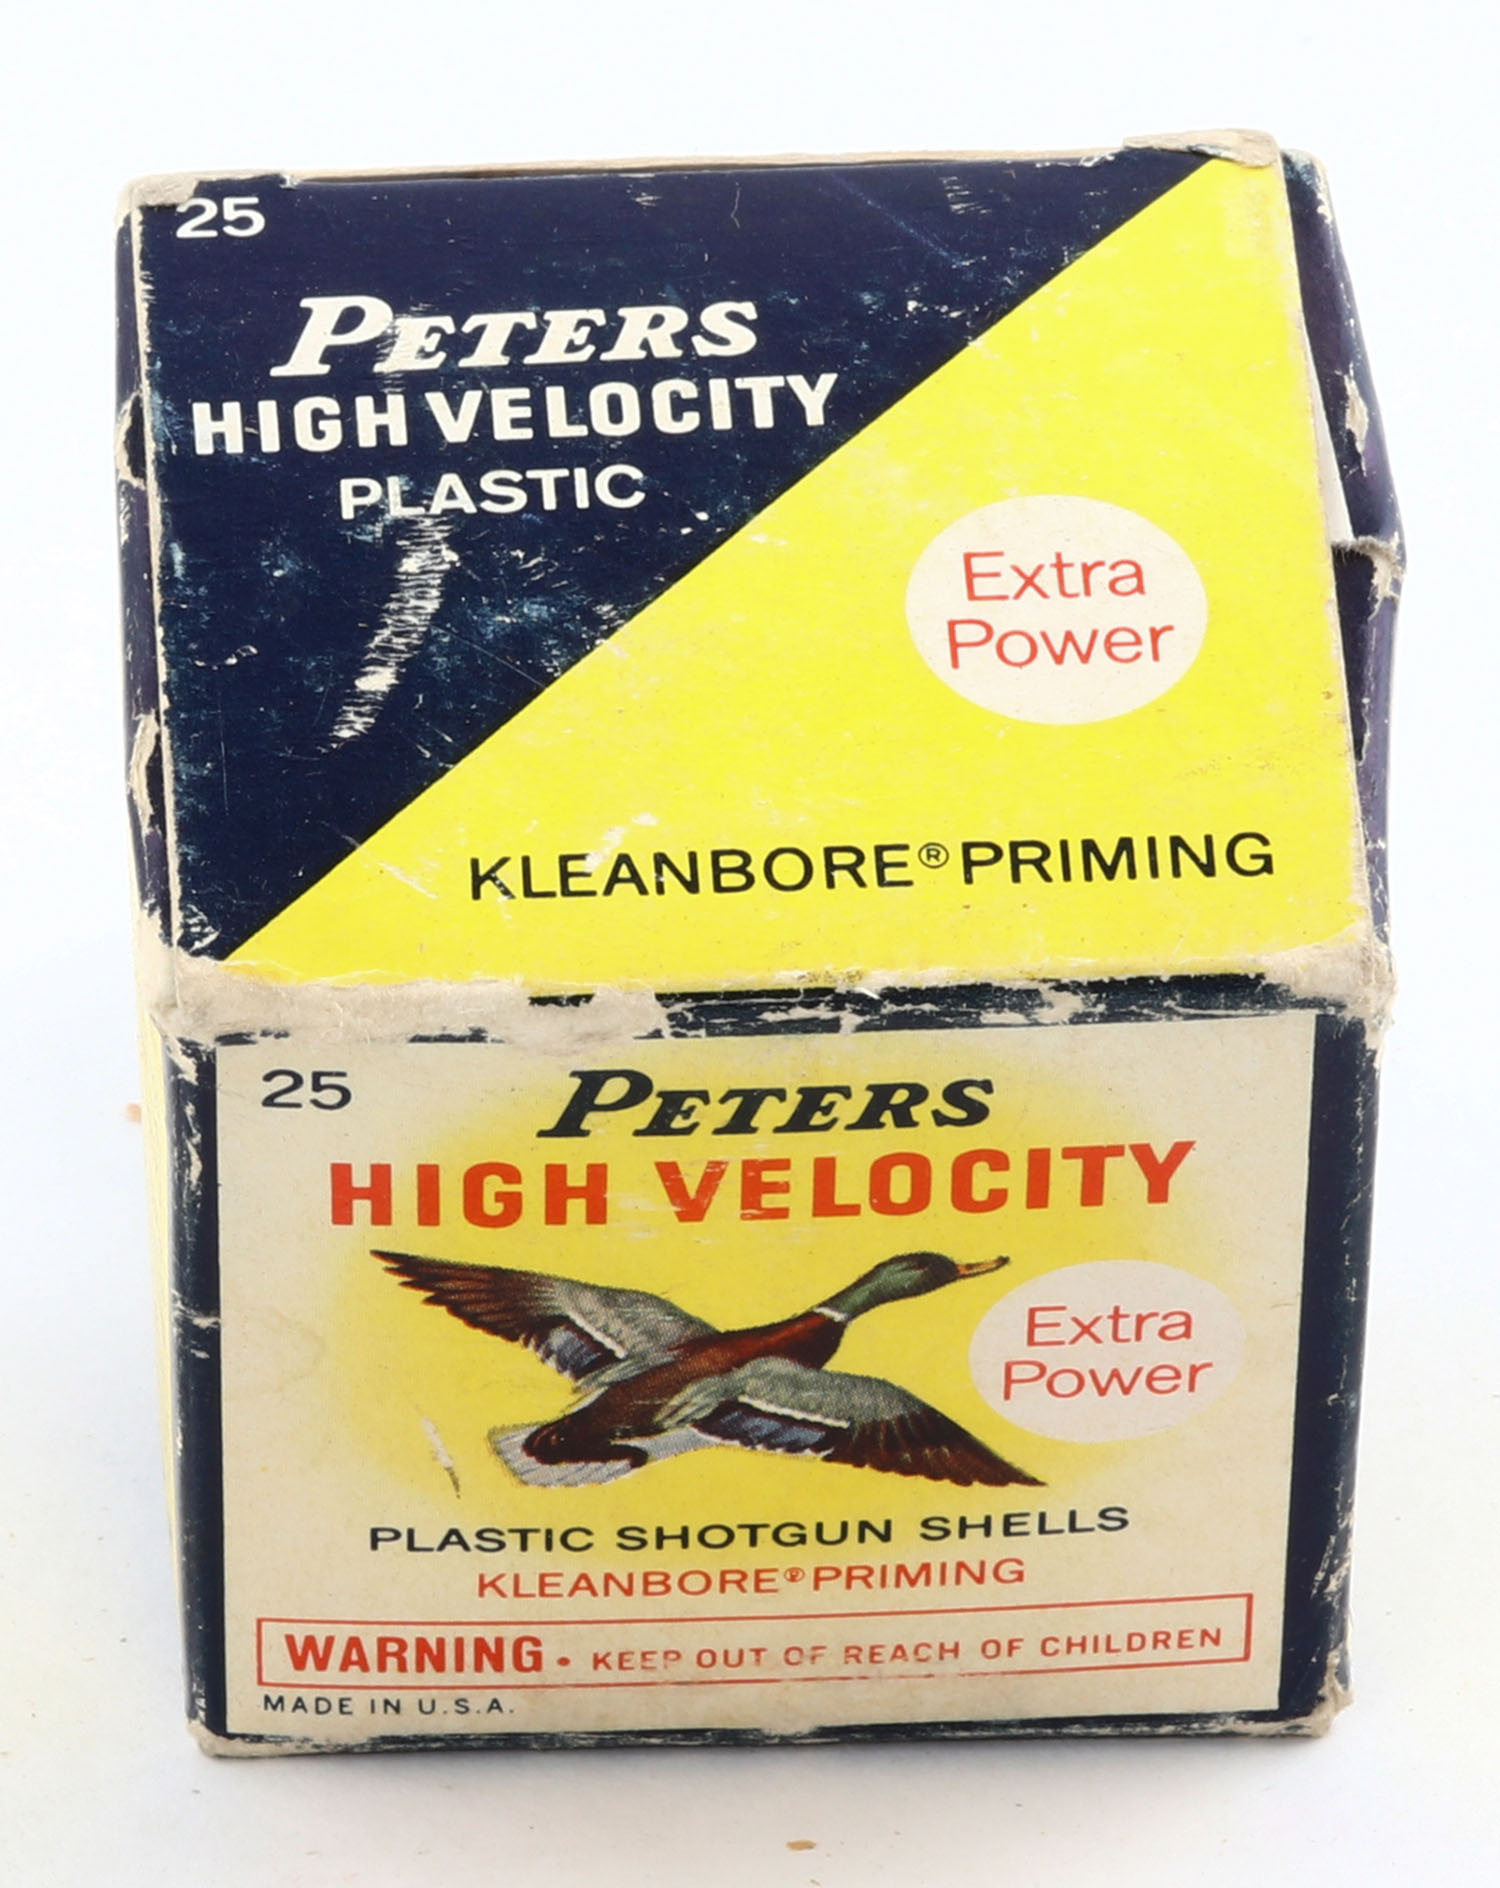 25
PETERS
HIGH VELOCITY
PLASTIC
Extra
Power
KLEANBORE® PRIMING
25
PETERS
HIGH VELOCITY
Extra
Power
PLASTIC SHOTGUN SHELLS
KLEANBORE® PRIMING
WARNING • KEEP OUT OF REACH OF CHILDREN
MADE IN U.S.A.